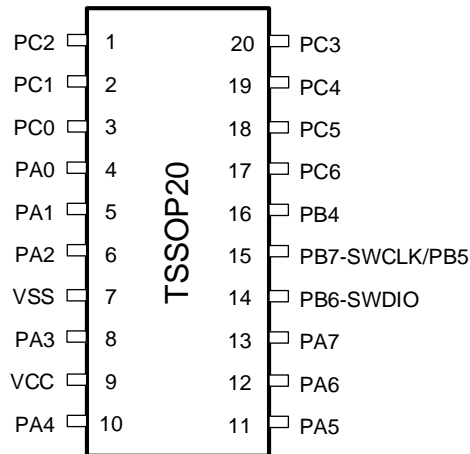 PC2 1 20 PC3
PC1 2 19 PC4
PC0 3 18 PC5
PA0 4 17 PC6
PA1 5 16 PB4
PA2 6 15 PB7-SWCLK/PB5
VSS 7 14 PB6-SWDIO
PA3 8 13 PA7
VCC 9 12 PA6
PA4 10 11 PA5
TSSOP20